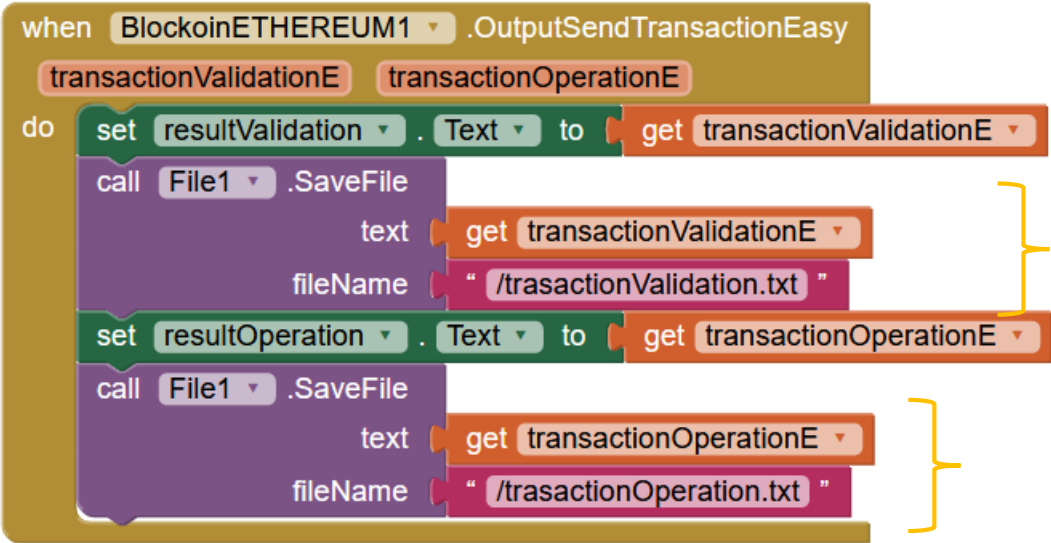 when BlockoinETHEREUM1 .OutputSendTransactionEasy
transactionValidationE transactionOperationE
do set resultValidation . Text to get transactionValidationE
call File1 .SaveFile
text get transactionValidationE
fileName “ /trasactionValidation.txt ”
set resultOperation . Text to get transactionOperationE
call File1 .SaveFile
text get transactionOperationE
fileName “ /trasactionOperation.txt ”